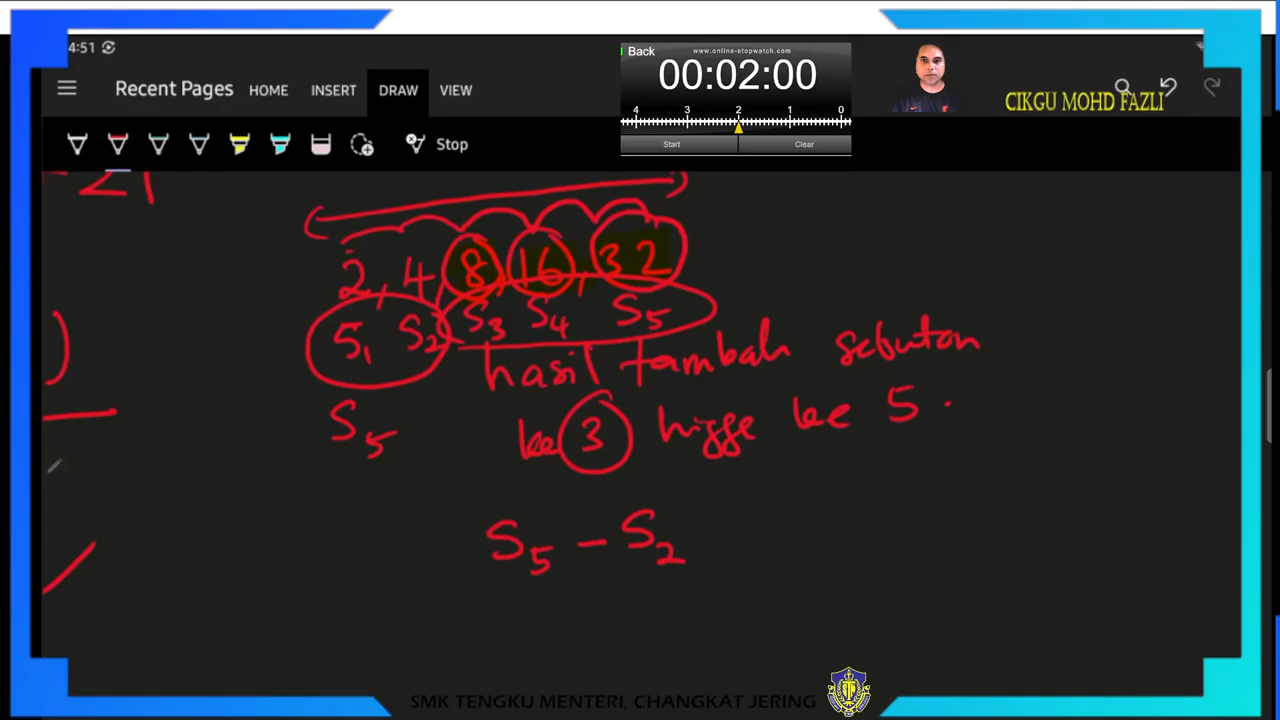 4:51
Back
www.online-stopwatch.com
00:02:00
4 3 2 1 0
Start Clear
CIKGU MOHD FAZLI
Recent Pages HOME INSERT DRAW VIEW
Stop
21
2, 4, 8, 16, 32
S1 S2 S3 S4 S5
hasil tambah sebutan
S5 ke 3 higge ke 5.
S5 - S2
SMK TENGKU MENTERI, CHANGKAT JERING